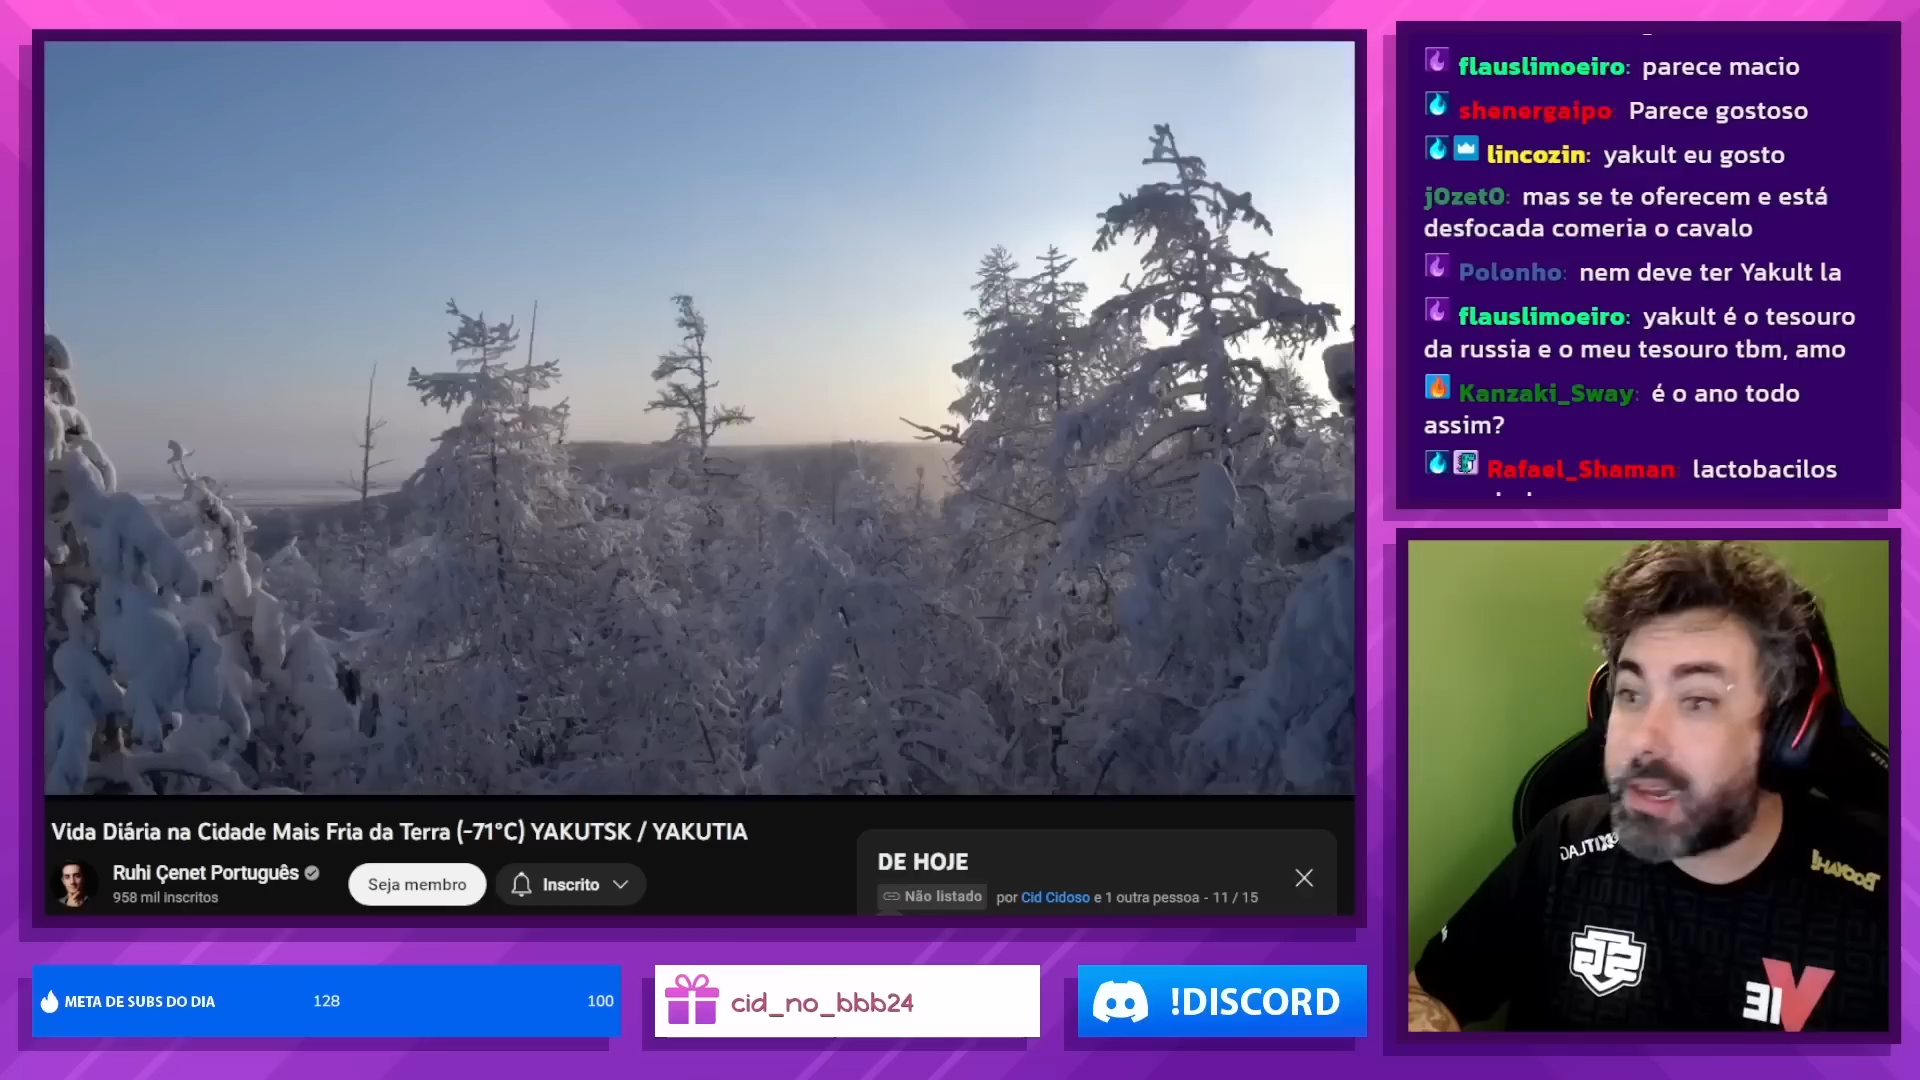 flauslimoeiro: parece macio
shenergaipo: Parece gostoso
lincozin: yakult eu gosto
j0zet0: mas se te oferecem e está
desfocada comeria o cavalo
Polonho: nem deve ter Yakult la
flauslimoeiro: yakult é o tesouro
da russia e o meu tesouro tbm, amo
Kanzaki_Sway: é o ano todo
assim?
Rafael_Shaman: lactobacilos
Vida Diária na Cidade Mais Fria da Terra (-71°C) YAKUTSK / YAKUTIA
Ruhi Çenet Português
958 mil inscritos
Seja membro
Inscrito
DE HOJE
Não listado
por Cid Cidoso e 1 outra pessoa - 11 / 15
META DE SUBS DO DIA 128 100
cid_no_bbb24
!DISCORD